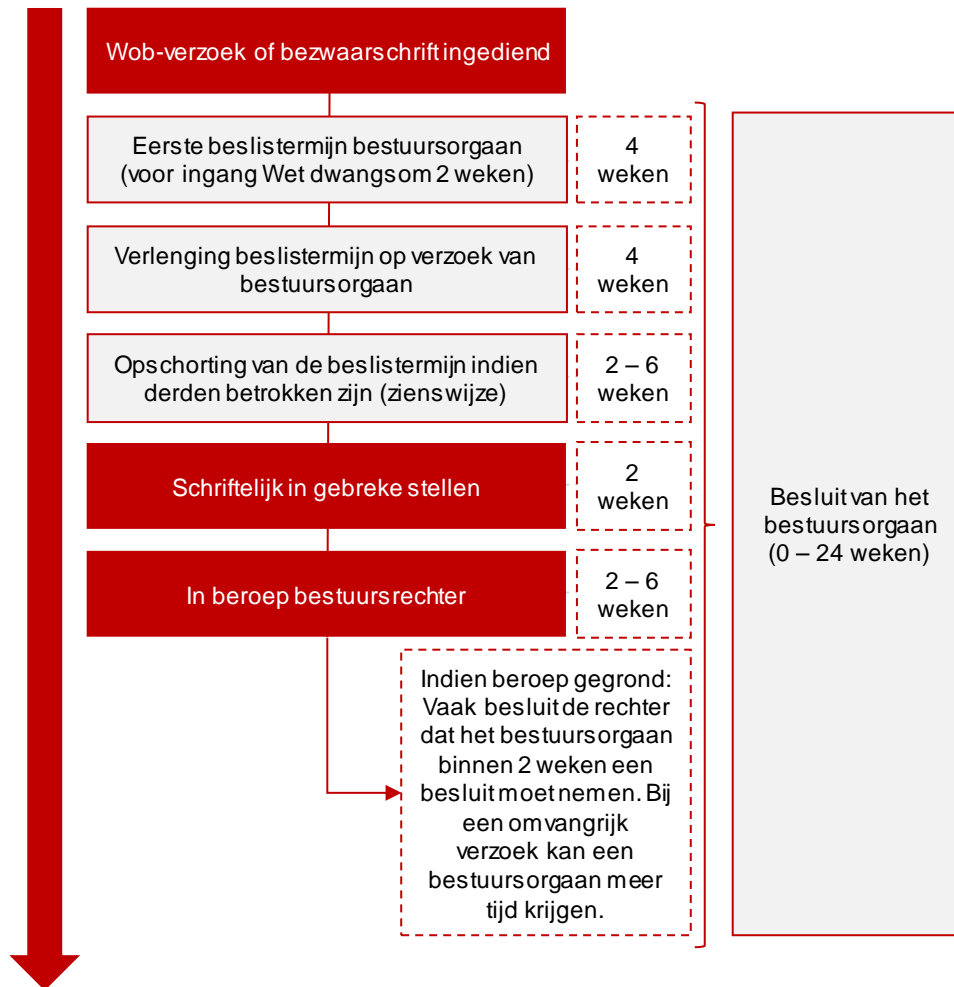 Wob-verzoek of bezwaarschrift ingediend
Eerste beslistermijn bestuursorgaan
(voor ingang Wet dwangsom 2 weken)
4
weken
Verlenging beslistermijn op verzoek van
bestuursorgaan
4
weken
Opschorting van de beslistermijn indien
derden betrokken zijn (zienswijze)
2 – 6
weken
Schriftelijk in gebreke stellen
2
weken
In beroep bestuursrechter
2 – 6
weken
Indien beroep gegrond:
Vaak besluit de rechter
dat het bestuursorgaan
binnen 2 weken een
besluit moet nemen. Bij
een omvangrijk
verzoek kan een
bestuursorgaan meer
tijd krijgen.
Besluit van het
bestuursorgaan
(0 – 24 weken)